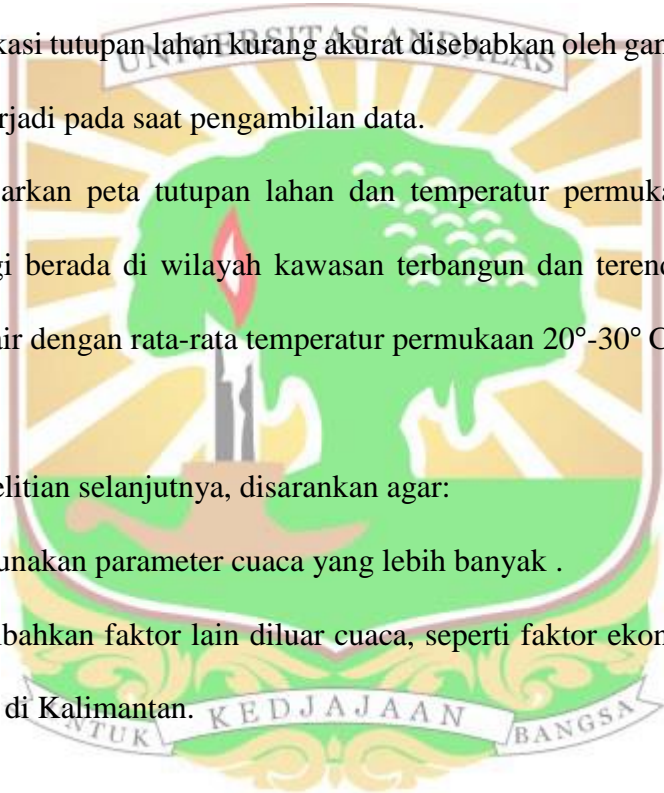 UNIVERSITAS ANDALAS
kasi tutupan lahan kurang akurat disebabkan oleh gan
rjadi pada saat pengambilan data.
arkan peta tutupan lahan dan temperatur permuka
gi berada di wilayah kawasan terbangun dan terend
air dengan rata-rata temperatur permukaan 20°-30° C
elitian selanjutnya, disarankan agar:
unakan parameter cuaca yang lebih banyak .
bahkan faktor lain diluar cuaca, seperti faktor ekon
di Kalimantan.
UNTUK KEDJAJAAN BANGSA